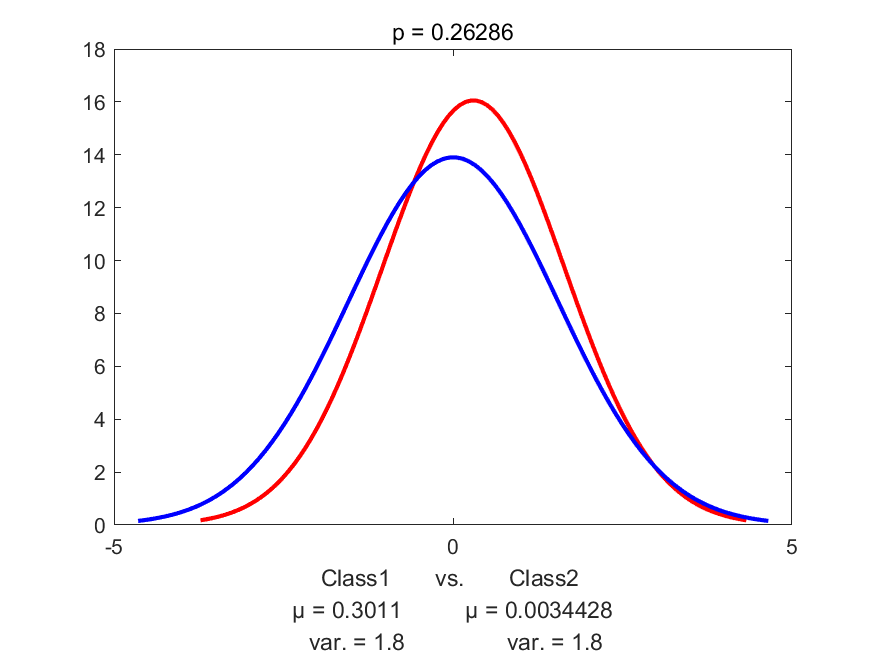 p = 0.26286
18
16
14
12
10
8
6
4
2
0
-5 0 5
Class1 vs. Class2
μ = 0.3011 μ = 0.0034428
var. = 1.8 var. = 1.8